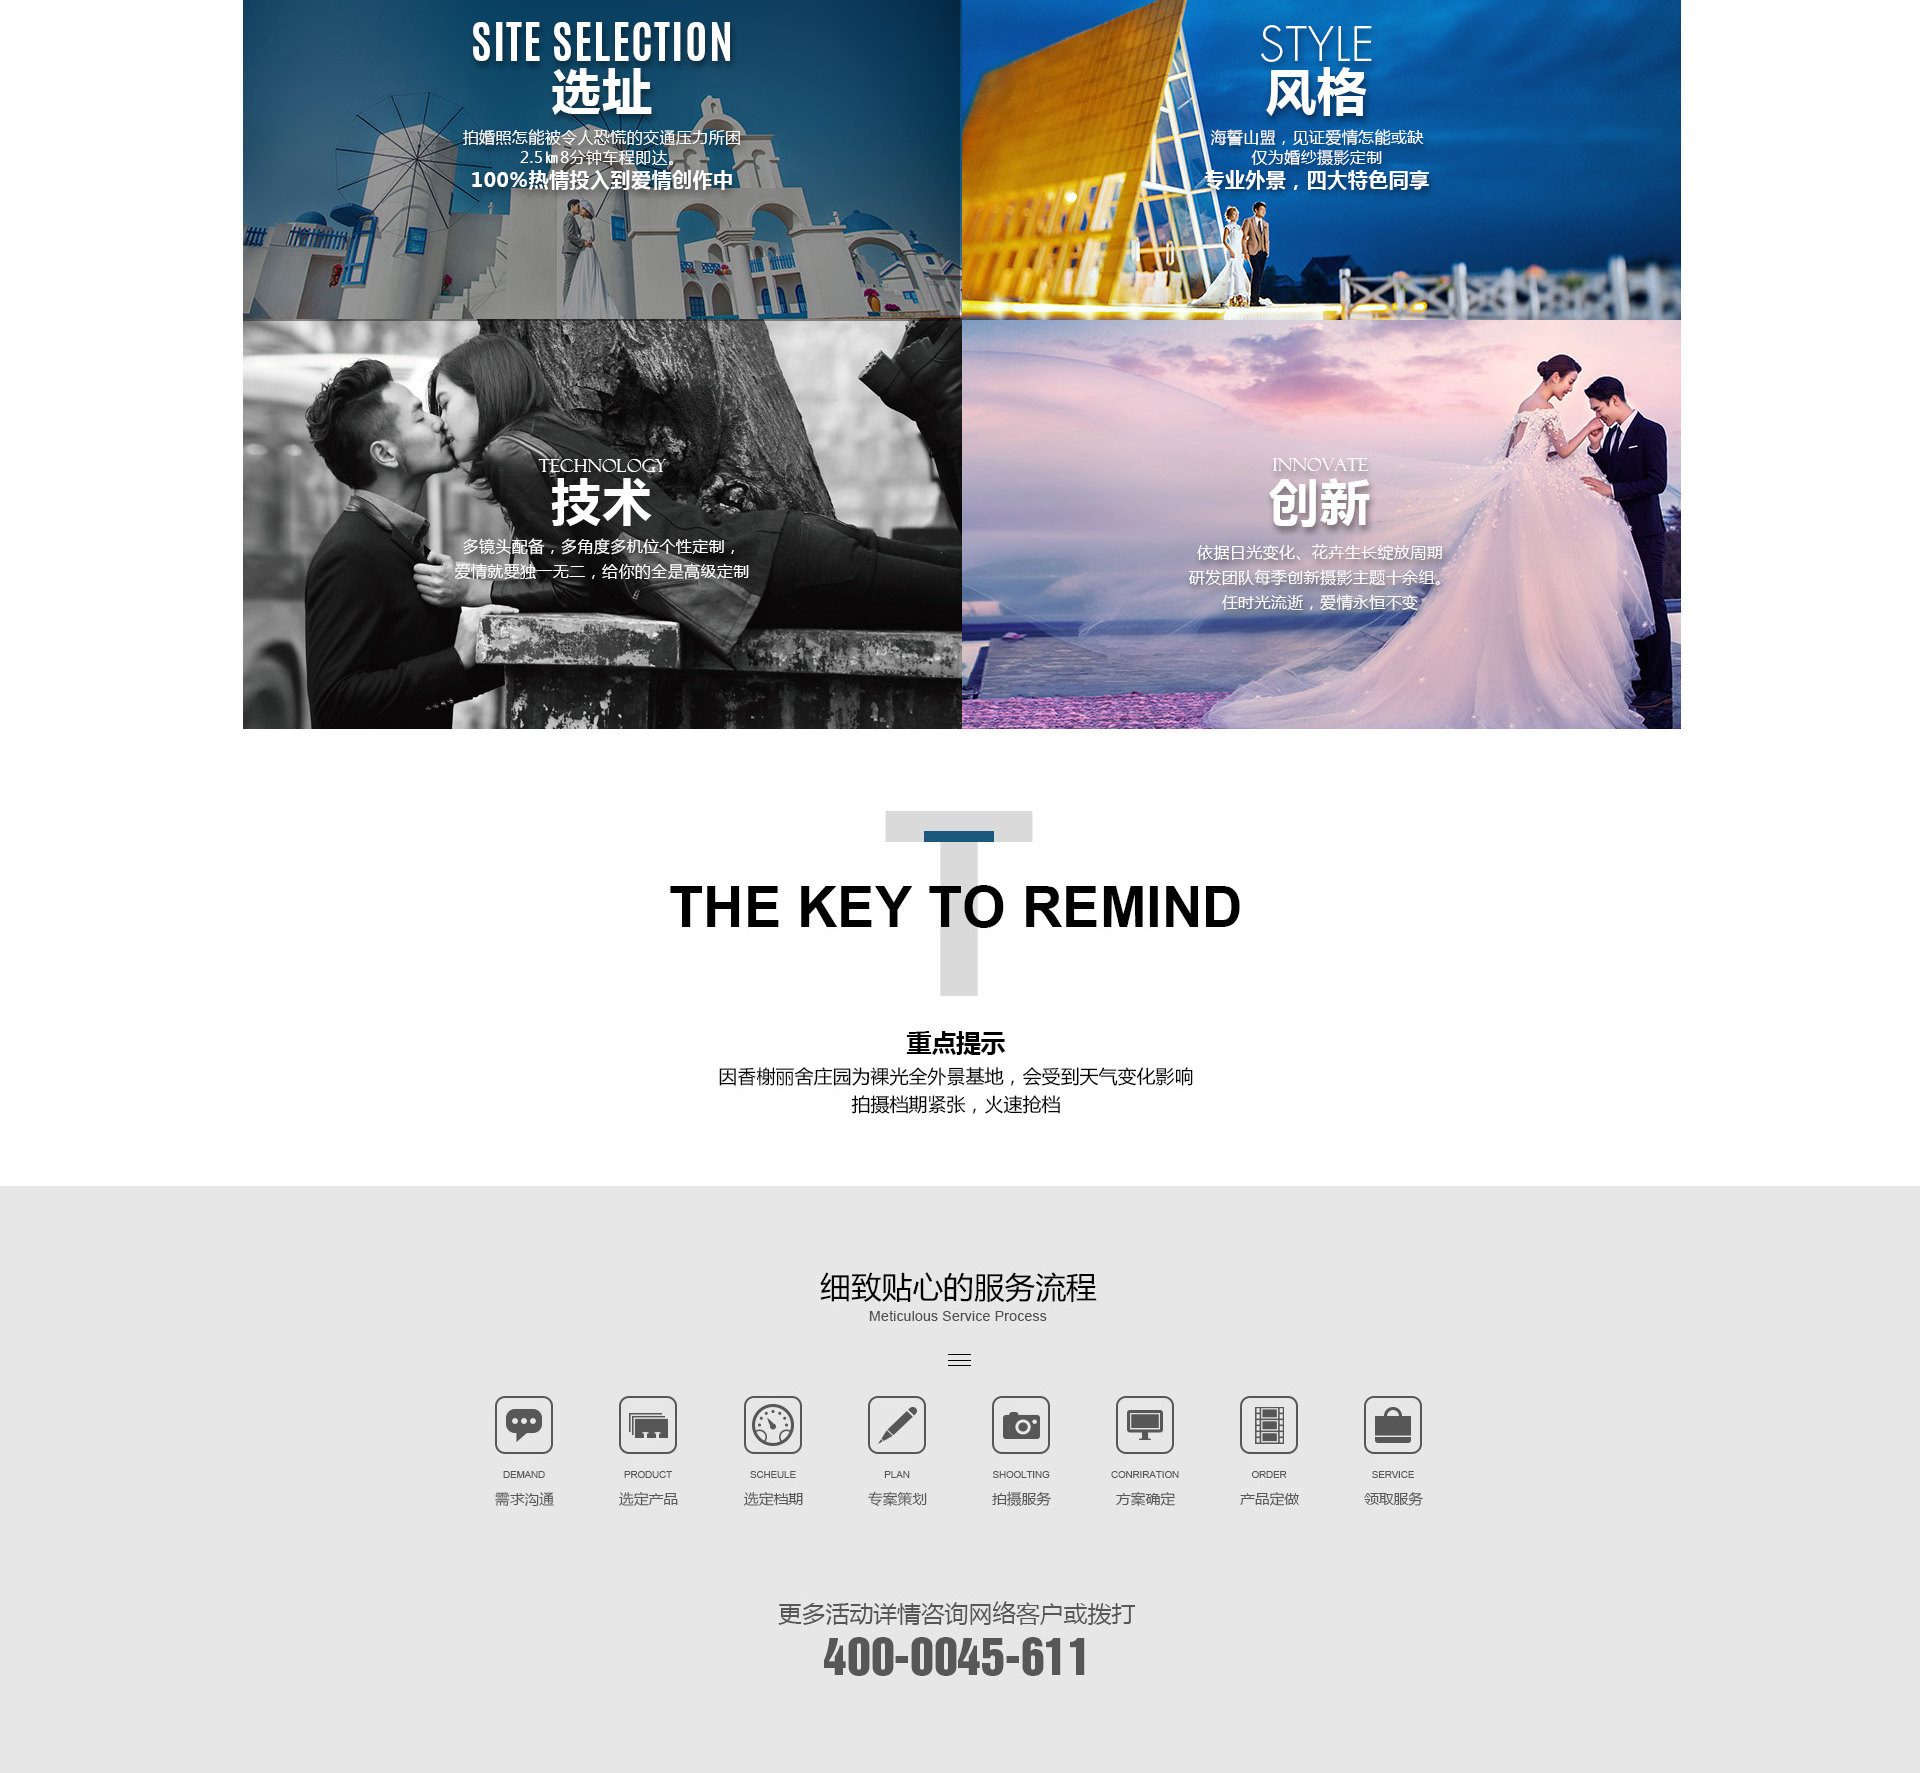 SITE SELECTION
选址
拍婚照怎能被令人恐慌的交通压力所困
2.5㎞8分钟车程即达。
100%热情投入到爱情创作中
STYLE
风格
海誓山盟，见证爱情怎能或缺
仅为婚纱摄影定制
专业外景，四大特色同享
TECHNOLOGY
技术
多镜头配备，多角度多机位个性定制，
爱情就要独一无二，给你的全是高级定制
INNOVATE
创新
依据日光变化、花卉生长绽放周期
研发团队每季创新摄影主题十余组。
任时光流逝，爱情永恒不变
T
THE KEY TO REMIND
重点提示
因香榭丽舍庄园为裸光全外景基地，会受到天气变化影响
拍摄档期紧张，火速抢档
细致贴心的服务流程
Meticulous Service Process
DEMAND
需求沟通
PRODUCT
选定产品
SCHEULE
选定档期
PLAN
专案策划
SHOOLTING
拍摄服务
CONRIRATION
方案确定
ORDER
产品定做
SERVICE
领取服务
更多活动详情咨询网络客户或拨打
400-0045-611